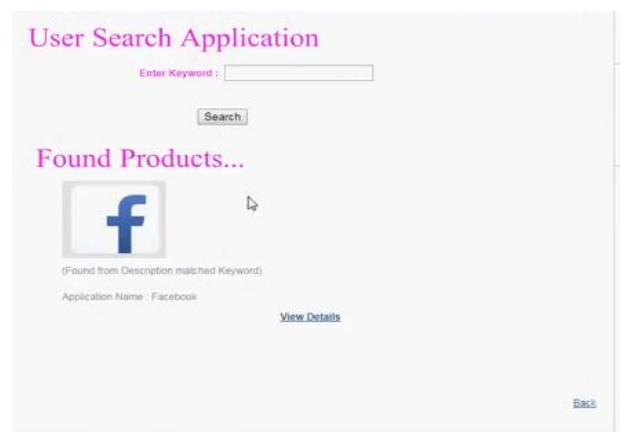 User Search Application
Enter Keyword :
Search
Found Products...
f
(Found from Description matched Keyword)
Application Name : Facebook
View Details
Back